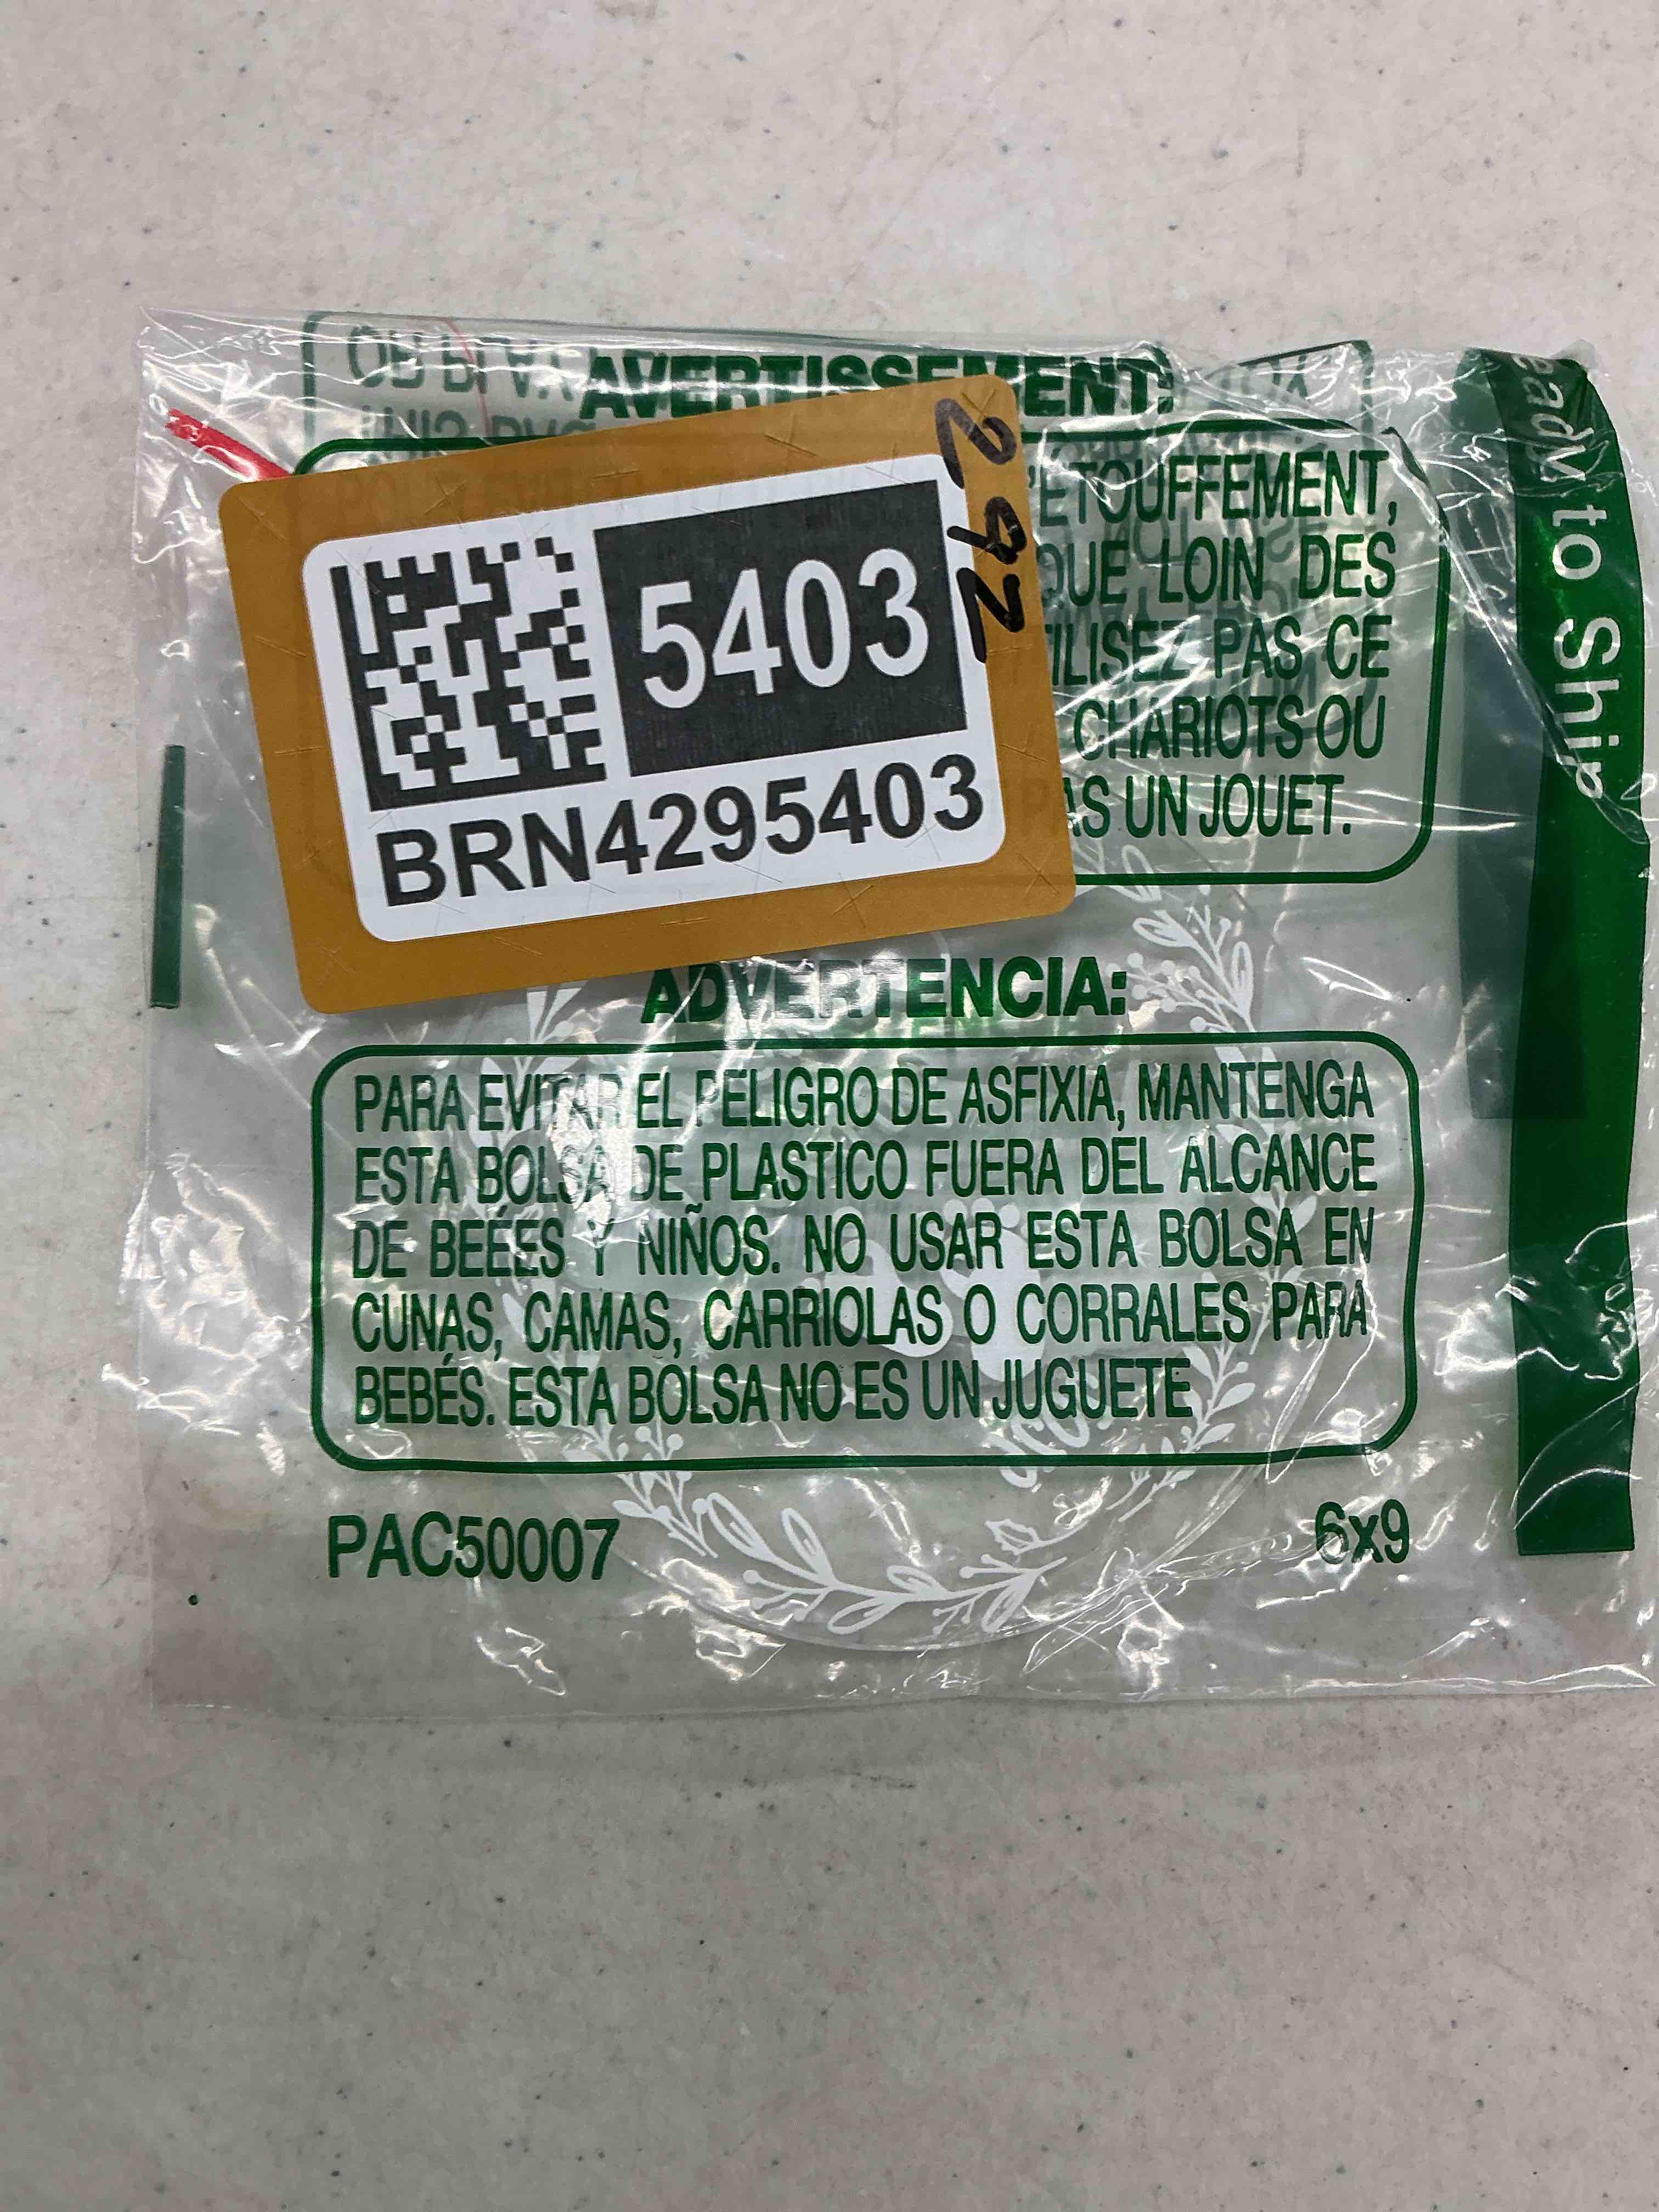 AVERTISSEMENT:
292
'ETOUFFEMENT,
QUE LOIN DES
TILISEZ PAS CE
CHARIOTS OU
PAS UN JOUET.
5403
BRN4295403
ADVERTENCIA:
PARA EVITAR EL PELIGRO DE ASFIXIA, MANTENGA
ESTA BOLSA DE PLASTICO FUERA DEL ALCANCE
DE BEÉES Y NIÑOS. NO USAR ESTA BOLSA EN
CUNAS, CAMAS, CARRIOLAS O CORRALES PARA
BEBÉS. ESTA BOLSA NO ES UN JUGUETE
PAC50007
6x9
eady to Ship